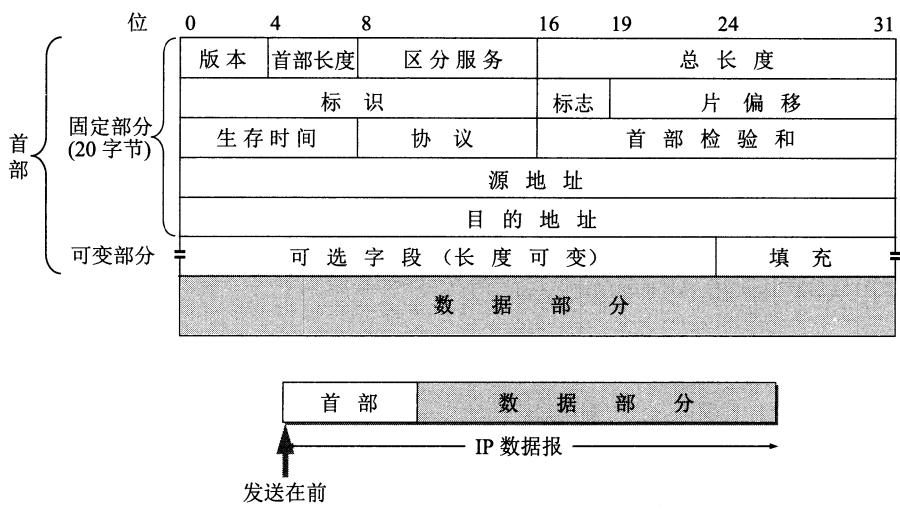 位 0 4 8 16 19 24 31
版本 首部长度 区分服务 总长度
标识 标志 片偏移
首部 固定部分 (20字节) 生存时间 协议 首部检验和
源地址
目的地址
可变部分 可选字段（长度可变） 填充
数据部分
首部 数据部分
IP 数据报
发送在前